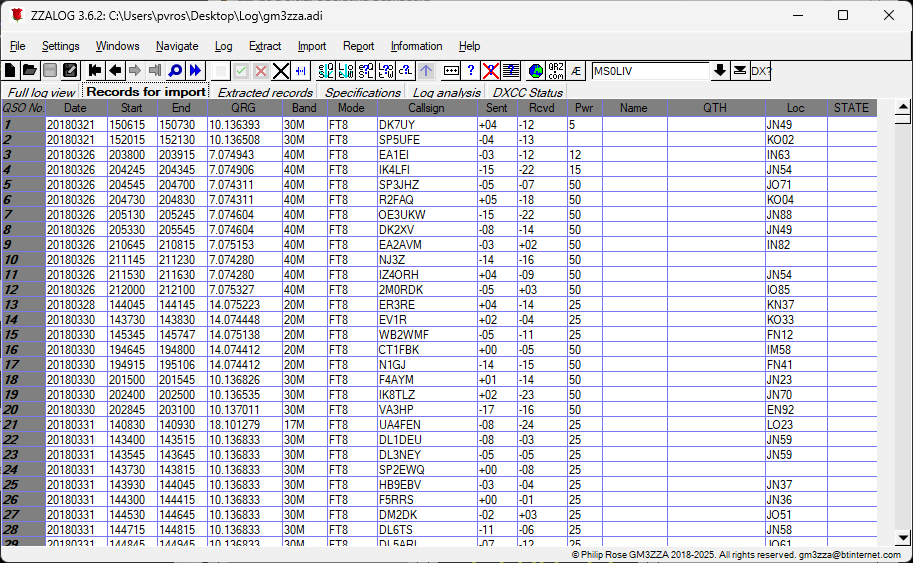 ZZALOG 3.6.2: C:\Users\pvros\Desktop\Log\gm3zza.adi
File Settings Windows Navigate Log Extract Import Report Information Help
QRZ .com Æ MS0LIV DX?
Full log view Records for import Extracted records Specifications Log analysis DXCC Status
QSO No. Date Start End QRG Band Mode Callsign Sent Rcvd Pwr Name QTH Loc STATE
1 20180321 150615 150730 10.136393 30M FT8 DK7UY +04 -12 5 JN49
2 20180321 152015 152130 10.136508 30M FT8 SP5UFE -04 -13 KO02
3 20180326 203800 203915 7.074943 40M FT8 EA1EI -03 -12 12 IN63
4 20180326 204245 204345 7.074906 40M FT8 IK4LFI -15 -22 15 JN54
5 20180326 204545 204700 7.074311 40M FT8 SP3JHZ -05 -07 50 JO71
6 20180326 204730 204830 7.074311 40M FT8 R2FAQ +05 -18 50 KO04
7 20180326 205130 205245 7.074604 40M FT8 OE3UKW -15 -22 50 JN88
8 20180326 205330 205545 7.074604 40M FT8 DK2XV -08 -14 50 JN49
9 20180326 210645 210815 7.075153 40M FT8 EA2AVM -03 +02 50 IN82
10 20180326 211145 211230 7.074280 40M FT8 NJ3Z -14 -16 50
11 20180326 211530 211630 7.074280 40M FT8 IZ4ORH +04 -09 50 JN54
12 20180326 212000 212100 7.075327 40M FT8 2M0RDK -05 +03 50 IO85
13 20180328 144045 144145 14.075223 20M FT8 ER3RE +04 -14 25 KN37
14 20180330 143730 143830 14.074448 20M FT8 EV1R +02 -04 25 KO33
15 20180330 145345 145747 14.075138 20M FT8 WB2WMF -05 -11 25 FN12
16 20180330 194645 194800 14.074412 20M FT8 CT1FBK +00 -05 50 IM58
17 20180330 194915 195106 14.074412 20M FT8 N1GJ -14 -15 50 FN41
18 20180330 201500 201545 10.136826 30M FT8 F4AYM +01 -14 50 JN23
19 20180330 202400 202500 10.136535 30M FT8 IK8TLZ +02 -23 50 JN70
20 20180330 202845 203100 10.137011 30M FT8 VA3HP -17 -16 50 EN92
21 20180331 140830 140930 18.101279 17M FT8 UA4FEN -08 -24 25 LO23
22 20180331 143400 143515 10.136833 30M FT8 DL1DEU -08 -03 25 JN59
23 20180331 143545 143645 10.136833 30M FT8 DL3NEY -05 -05 25 JN59
24 20180331 143730 143815 10.136833 30M FT8 SP2EWQ +00 -08 25
25 20180331 143930 144045 10.136833 30M FT8 HB9EBV -03 -04 25 JN37
26 20180331 144300 144415 10.136833 30M FT8 F5RRS +00 -01 25 JN36
27 20180331 144530 144645 10.136833 30M FT8 DM2DK -02 +03 25 JO51
28 20180331 144715 144815 10.136833 30M FT8 DL6TS -11 -06 25 JN58
29 20180331 144845 144945 10.136833 30M FT8 DL5ARL -07 -12 25 JO61
© Philip Rose GM3ZZA 2018-2025. All rights reserved. gm3zza@btinternet.com